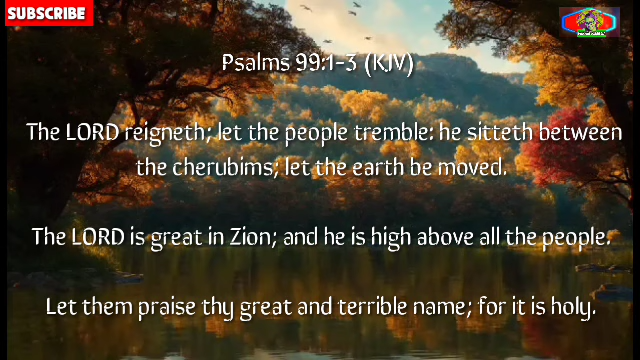 SUBSCRIBE
Psalms 99:1-3 (KJV)
The LORD reigneth; let the people tremble: he sitteth between
the cherubims; let the earth be moved.
The LORD is great in Zion; and he is high above all the people.
Let them praise thy great and terrible name; for it is holy.